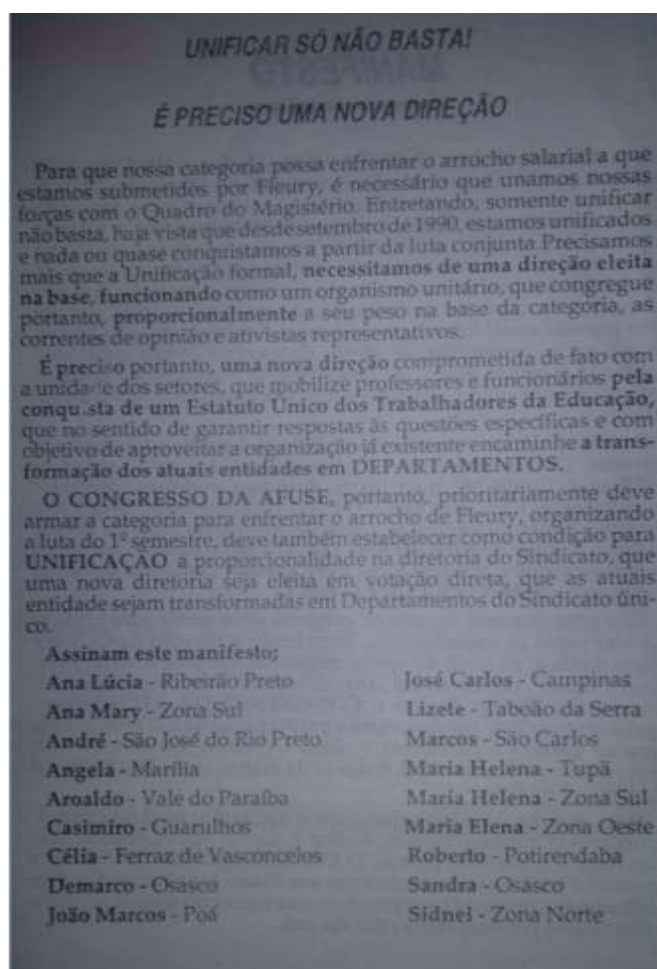 UNIFICAR SÓ NÃO BASTA!
É PRECISO UMA NOVA DIREÇÃO
Para que nossa categoria possa enfrentar o arrocho salarial a que
estamos submetidos por Fleury, é necessário que unamos nossas
forças com o Quadro do Magistério. Entretando, somente unificar
não basta, haja vista que desde setembro de 1990, estamos unificados
e nada ou quase conquistamos a partir da luta conjunta. Precisamos
mais que a Unificação formal, necessitamos de uma direção eleita
na base, funcionando como um organismo unitário, que congregue
portanto, proporcionalmente a seu peso na base da categoria, as
correntes de opinião e ativistas representativos.
É preciso portanto, uma nova direção comprometida de fato com
a unidade dos setores, que mobilize professores e funcionários pela
conquista de um Estatuto Unico dos Trabalhadores da Educação,
que no sentido de garantir respostas às questões específicas e com
objetivo de aproveitar a organização já existente encaminhe a trans-
formação dos atuais entidades em DEPARTAMENTOS.
O CONGRESSO DA AFUSE, portanto, prioritariamente deve
armar a categoria para enfrentar o arrocho de Fleury, organizando
a luta do 1º semestre, deve também estabelecer como condição para
UNIFICAÇÃO a proporcionalidade na diretoria do Sindicato, que
uma nova diretoria seja eleita em votação direta, que as atuais
entidade sejam transformadas em Departamentos do Sindicato úni-
co.
Assinam este manifesto:
Ana Lúcia - Ribeirão Preto
Ana Mary - Zona Sul
André - São José do Rio Preto
Angela - Marília
Aroaldo - Vale do Paraíba
Casimiro - Guarulhos
Célia - Ferraz de Vasconcelos
Demarco - Osasco
João Marcos - Poá
José Carlos - Campinas
Lizete - Taboão da Serra
Marcos - São Carlos
Maria Helena - Tupã
Maria Helena - Zona Sul
Maria Elena - Zona Oeste
Roberto - Potirendaba
Sandra - Osasco
Sidnei - Zona Norte